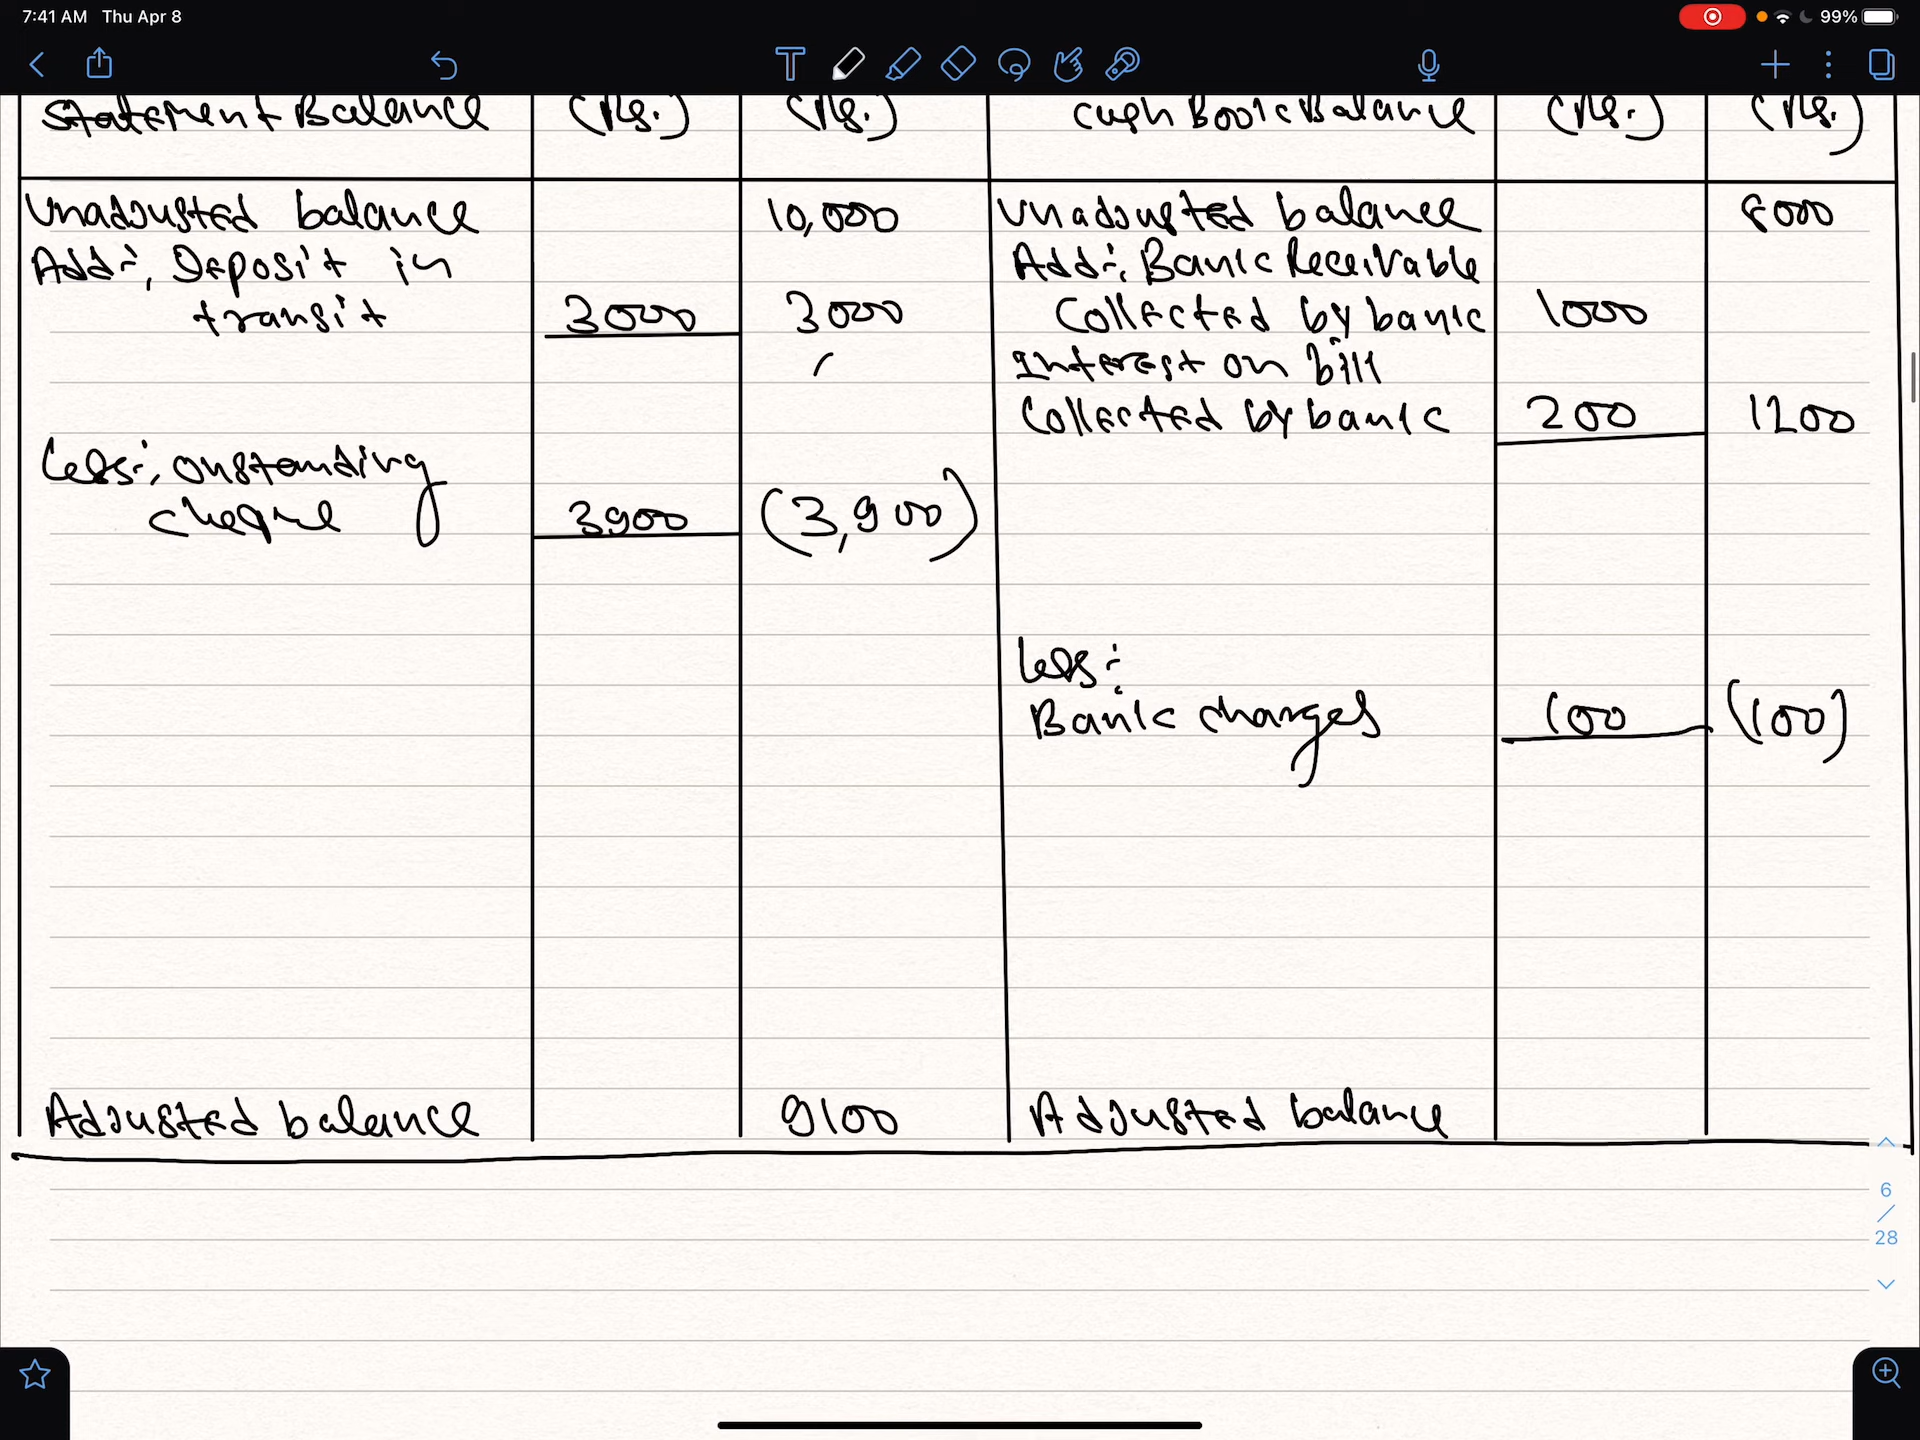 7:41 AM Thu Apr 8
99%
Statement Balance (Rs.) (Rs.) Cash Book Balance (Rs.) (Rs.)
Unadjusted balance 10,000 Unadjusted balance 8000
Add:, Deposit in Add:, Bank Receivable
transit 3000 3000 Collected by bank 1000
Interest on bill
Collected by bank 200 1200
Less:, onstanding
cheque 3900 (3,900)
Less:
Bank charges 100 (100)
Adjusted balance 9100 Adjusted balance
6
/
28